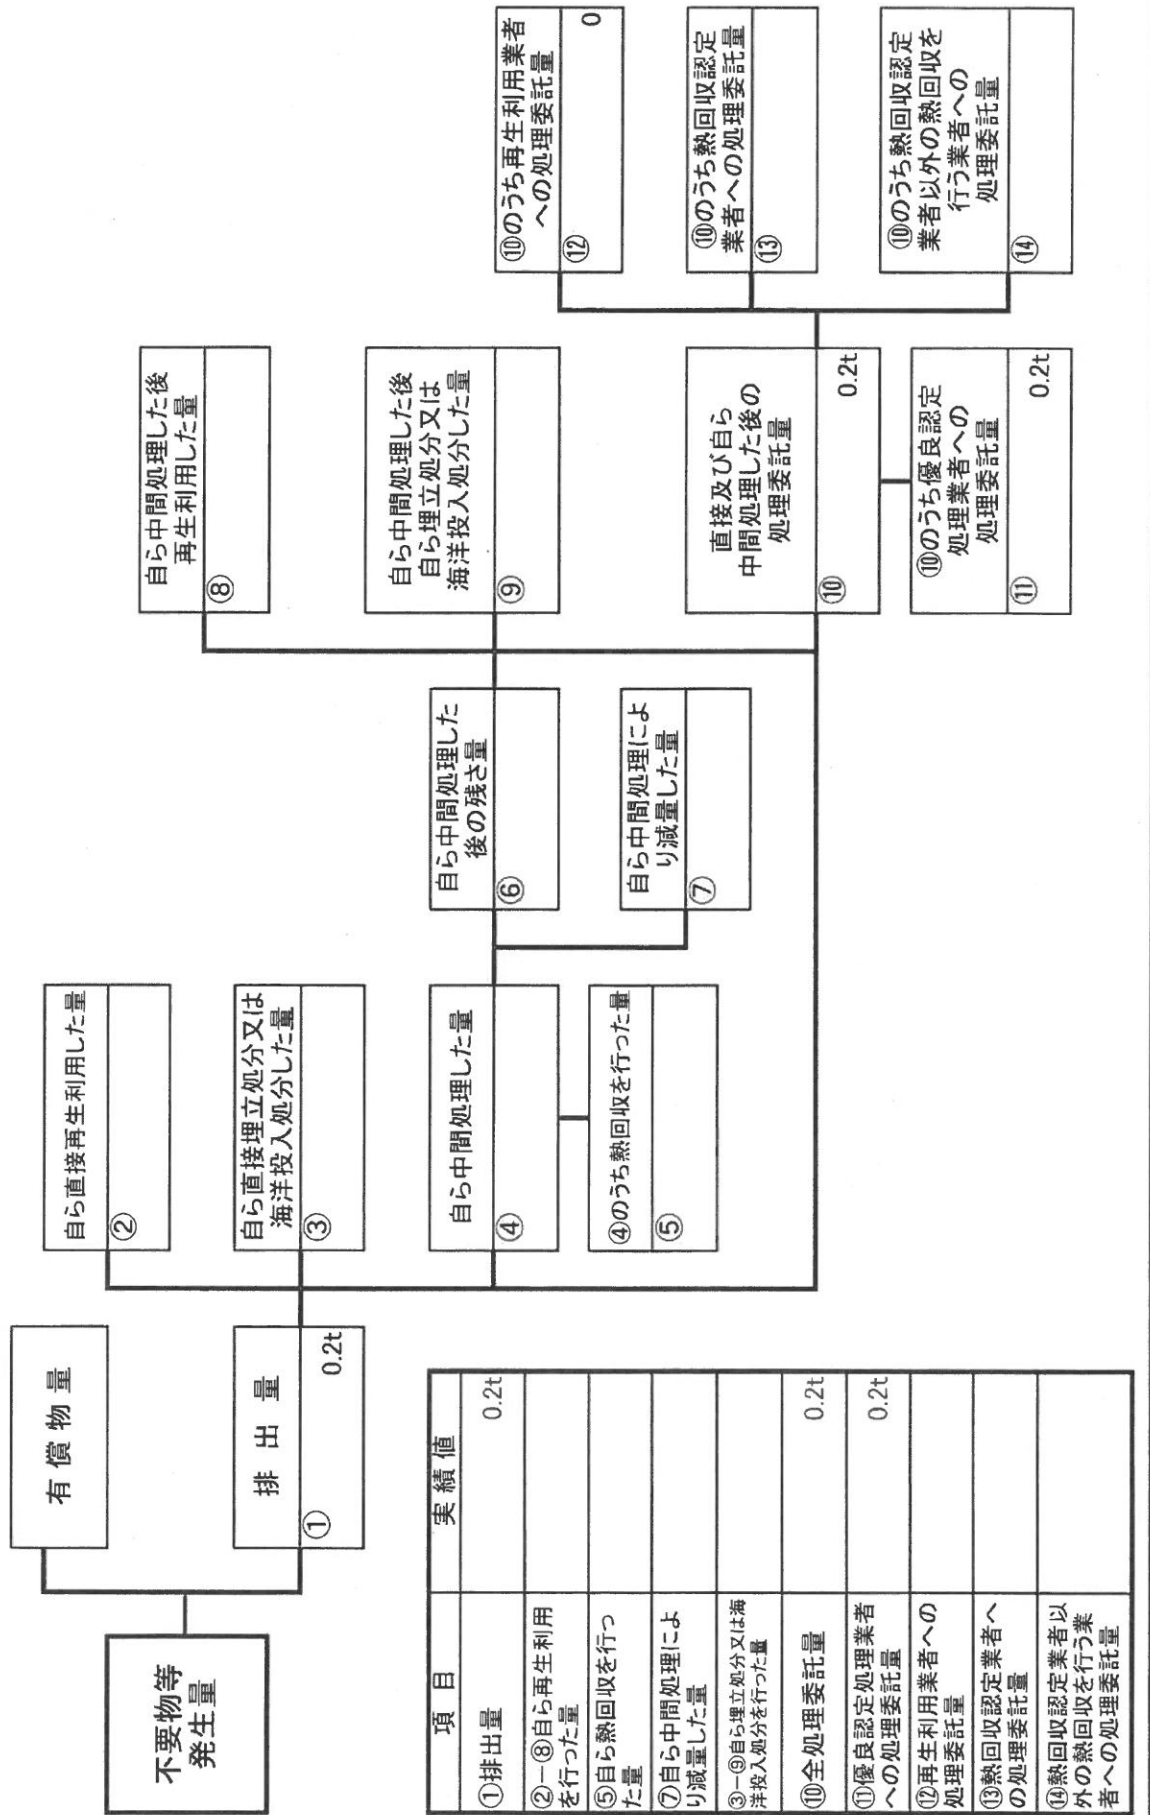 不要物等
発生量
有償物量
排出量
①
0.2t
自ら直接再生利用した量
②
自ら直接埋立処分又は
海洋投入処分した量
③
自ら中間処理した量
④
④のうち熱回収を行った量
⑤
自ら中間処理した
後の残さ量
⑥
自ら中間処理によ
り減量した量
⑦
自ら中間処理した後
再生利用した量
⑧
自ら中間処理した後
自ら埋立処分又は
海洋投入処分した量
⑨
直接及び自ら
中間処理した後の
処理委託量
⑩
0.2t
⑩のうち優良認定
処理業者への
処理委託量
⑪
0.2t
⑩のうち再生利用業者
への処理委託量
⑫
0
⑩のうち熱回収認定
業者への処理委託量
⑬
⑩のうち熱回収認定
業者以外の熱回収を
行う業者への
処理委託量
⑭
項目 実績値
①排出量 0.2t
②ー⑧自ら再生利用
を行った量
⑤自ら熱回収を行っ
た量
⑦自ら中間処理によ
り減量した量
③ー⑨自ら埋立処分又は海
洋投入処分を行った量
⑩全処理委託量 0.2t
⑪優良認定処理業者
への処理委託量 0.2t
⑫再生利用業者への
処理委託量
⑬熱回収認定業者へ
の処理委託量
⑭熱回収認定業者以
外の熱回収を行う業
者への処理委託量